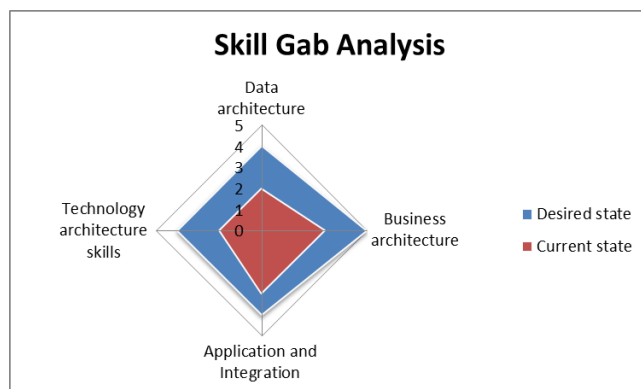 Skill Gab Analysis
Data
architecture
5
4
3
2
1
0
Technology
architecture
skills
Business
architecture
Desired state
Current state
Application and
Integration